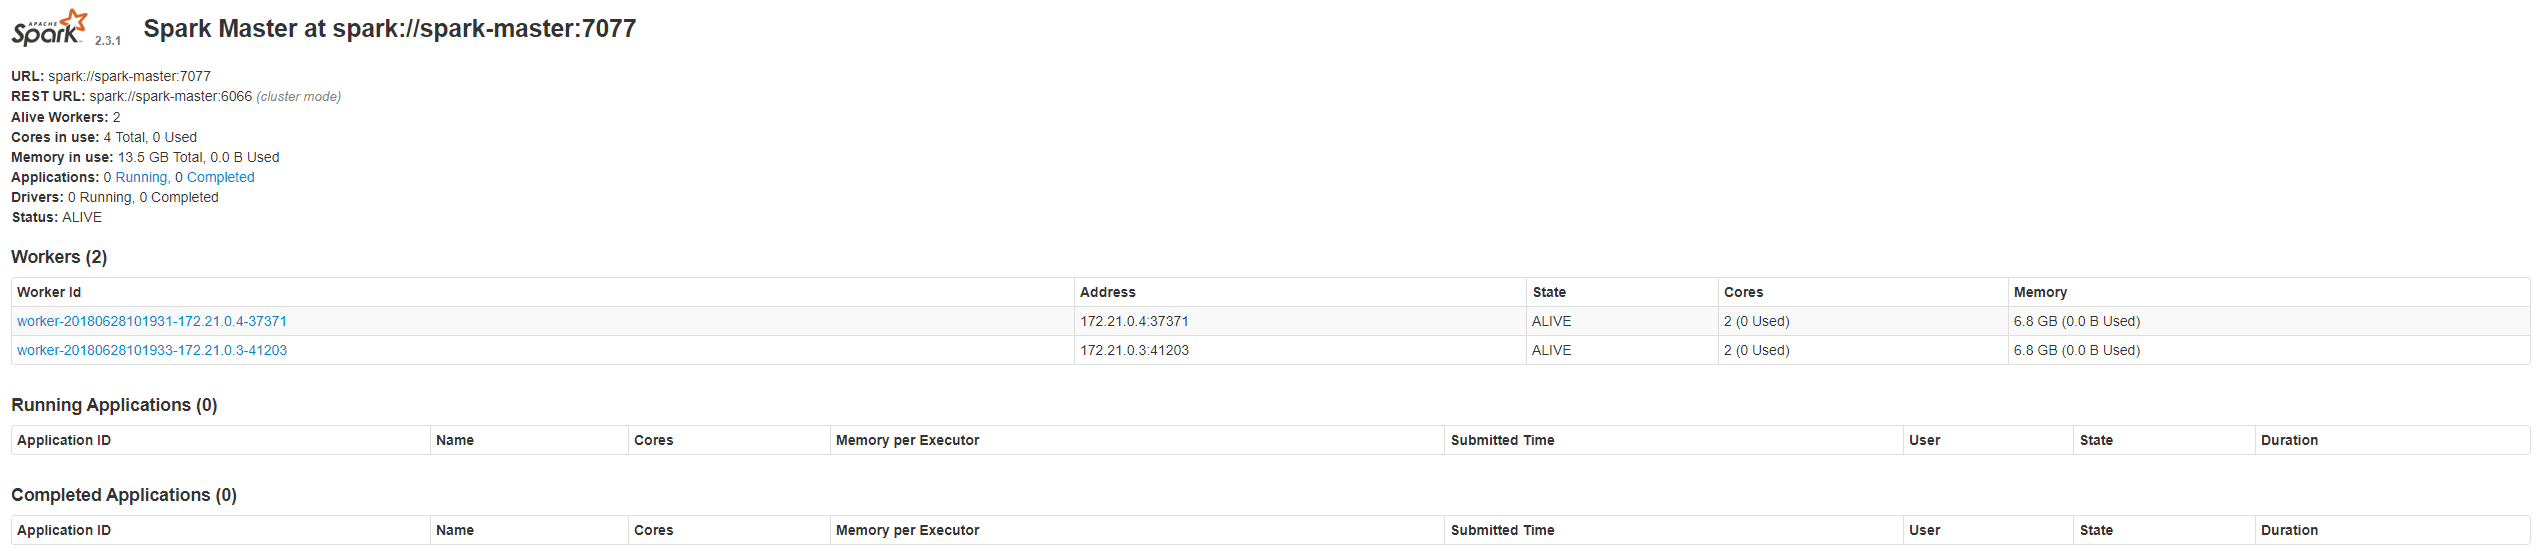 APACHE Spark 2.3.1 Spark Master at spark://spark-master:7077
URL: spark://spark-master:7077
REST URL: spark://spark-master:6066 (cluster mode)
Alive Workers: 2
Cores in use: 4 Total, 0 Used
Memory in use: 13.5 GB Total, 0.0 B Used
Applications: 0 Running, 0 Completed
Drivers: 0 Running, 0 Completed
Status: ALIVE
Workers (2)
Worker Id Address State Cores Memory
worker-20180628101931-172.21.0.4-37371 172.21.0.4:37371 ALIVE 2 (0 Used) 6.8 GB (0.0 B Used)
worker-20180628101933-172.21.0.3-41203 172.21.0.3:41203 ALIVE 2 (0 Used) 6.8 GB (0.0 B Used)
Running Applications (0)
Application ID Name Cores Memory per Executor Submitted Time User State Duration
Completed Applications (0)
Application ID Name Cores Memory per Executor Submitted Time User State Duration